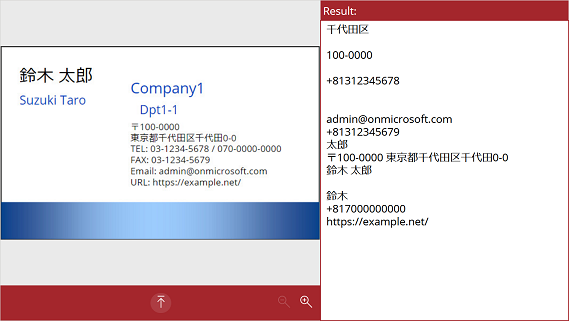 鈴木 太郎
Suzuki Taro
Company1
Dpt1-1
〒100-0000
東京都千代田区千代田0-0
TEL: 03-1234-5678 / 070-0000-0000
FAX: 03-1234-5679
Email: admin@onmicrosoft.com
URL: https://example.net/
Result:
千代田区
100-0000
+81312345678
admin@onmicrosoft.com
+81312345679
太郎
〒100-0000 東京都千代田区千代田0-0
鈴木 太郎
鈴木
+817000000000
https://example.net/